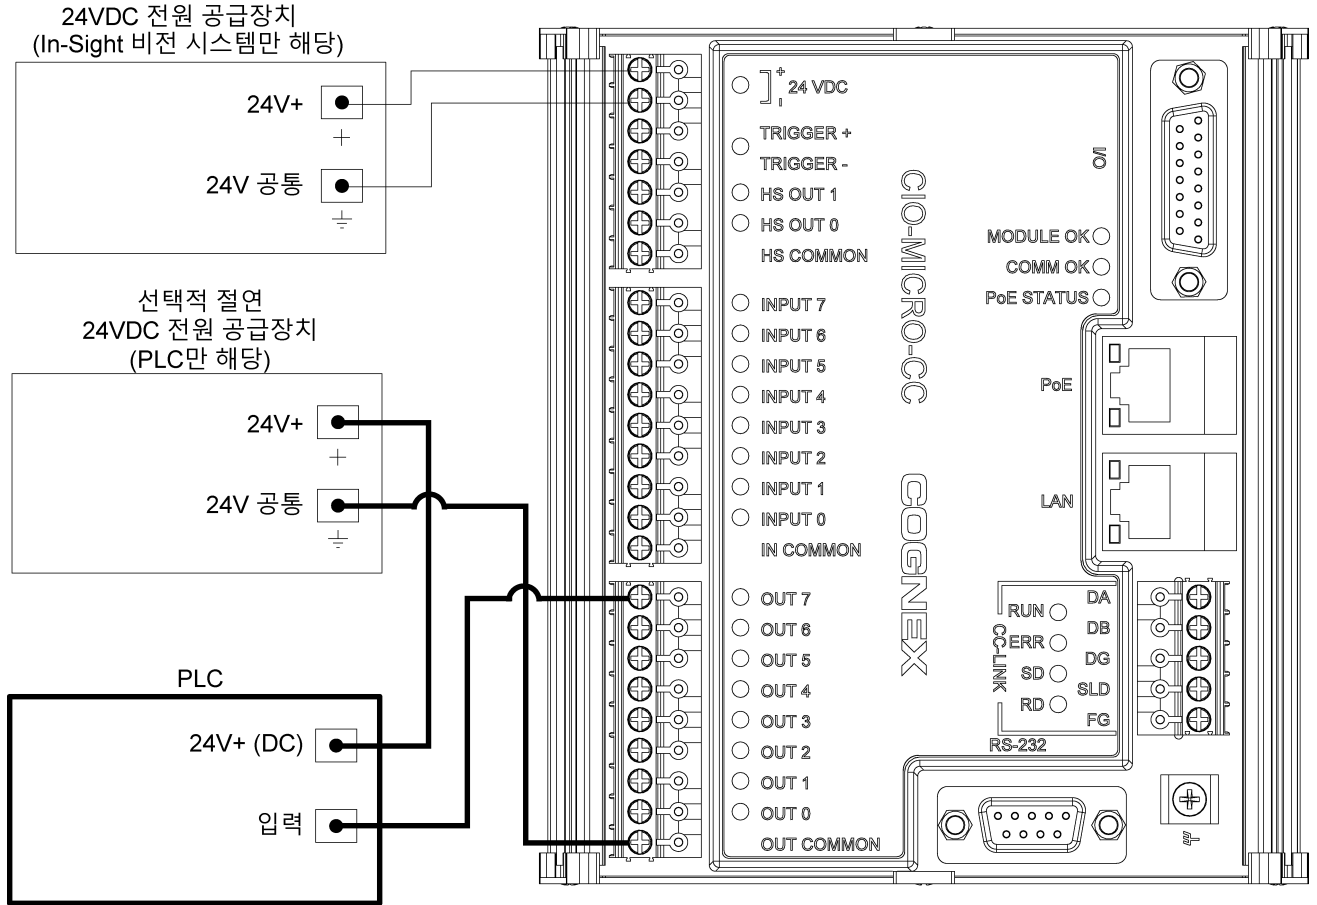 24VDC 전원 공급장치
(In-Sight 비전 시스템만 해당)
24V+
24V 공통
선택적 절연
24VDC 전원 공급장치
(PLC만 해당)
24V+
24V 공통
PLC
24V+ (DC)
입력
+
-
24 VDC
TRIGGER +
TRIGGER -
HS OUT 1
HS OUT 0
HS COMMON
INPUT 7
INPUT 6
INPUT 5
INPUT 4
INPUT 3
INPUT 2
INPUT 1
INPUT 0
IN COMMON
OUT 7
OUT 6
OUT 5
OUT 4
OUT 3
OUT 2
OUT 1
OUT 0
OUT COMMON
CIO-MICRO-CC
COGNEX
I/O
MODULE OK
COMM OK
PoE STATUS
PoE
LAN
CC-LINK
RUN
ERR
SD
RD
DA
DB
DG
SLD
FG
RS-232